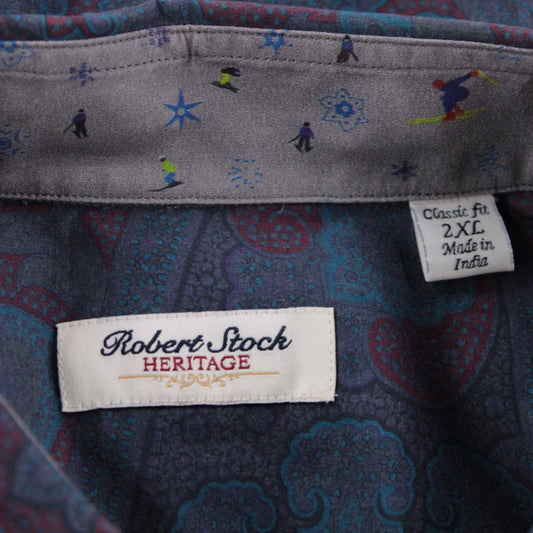 Classic fit
2XL
Made in
India
Robert Stock
HERITAGE